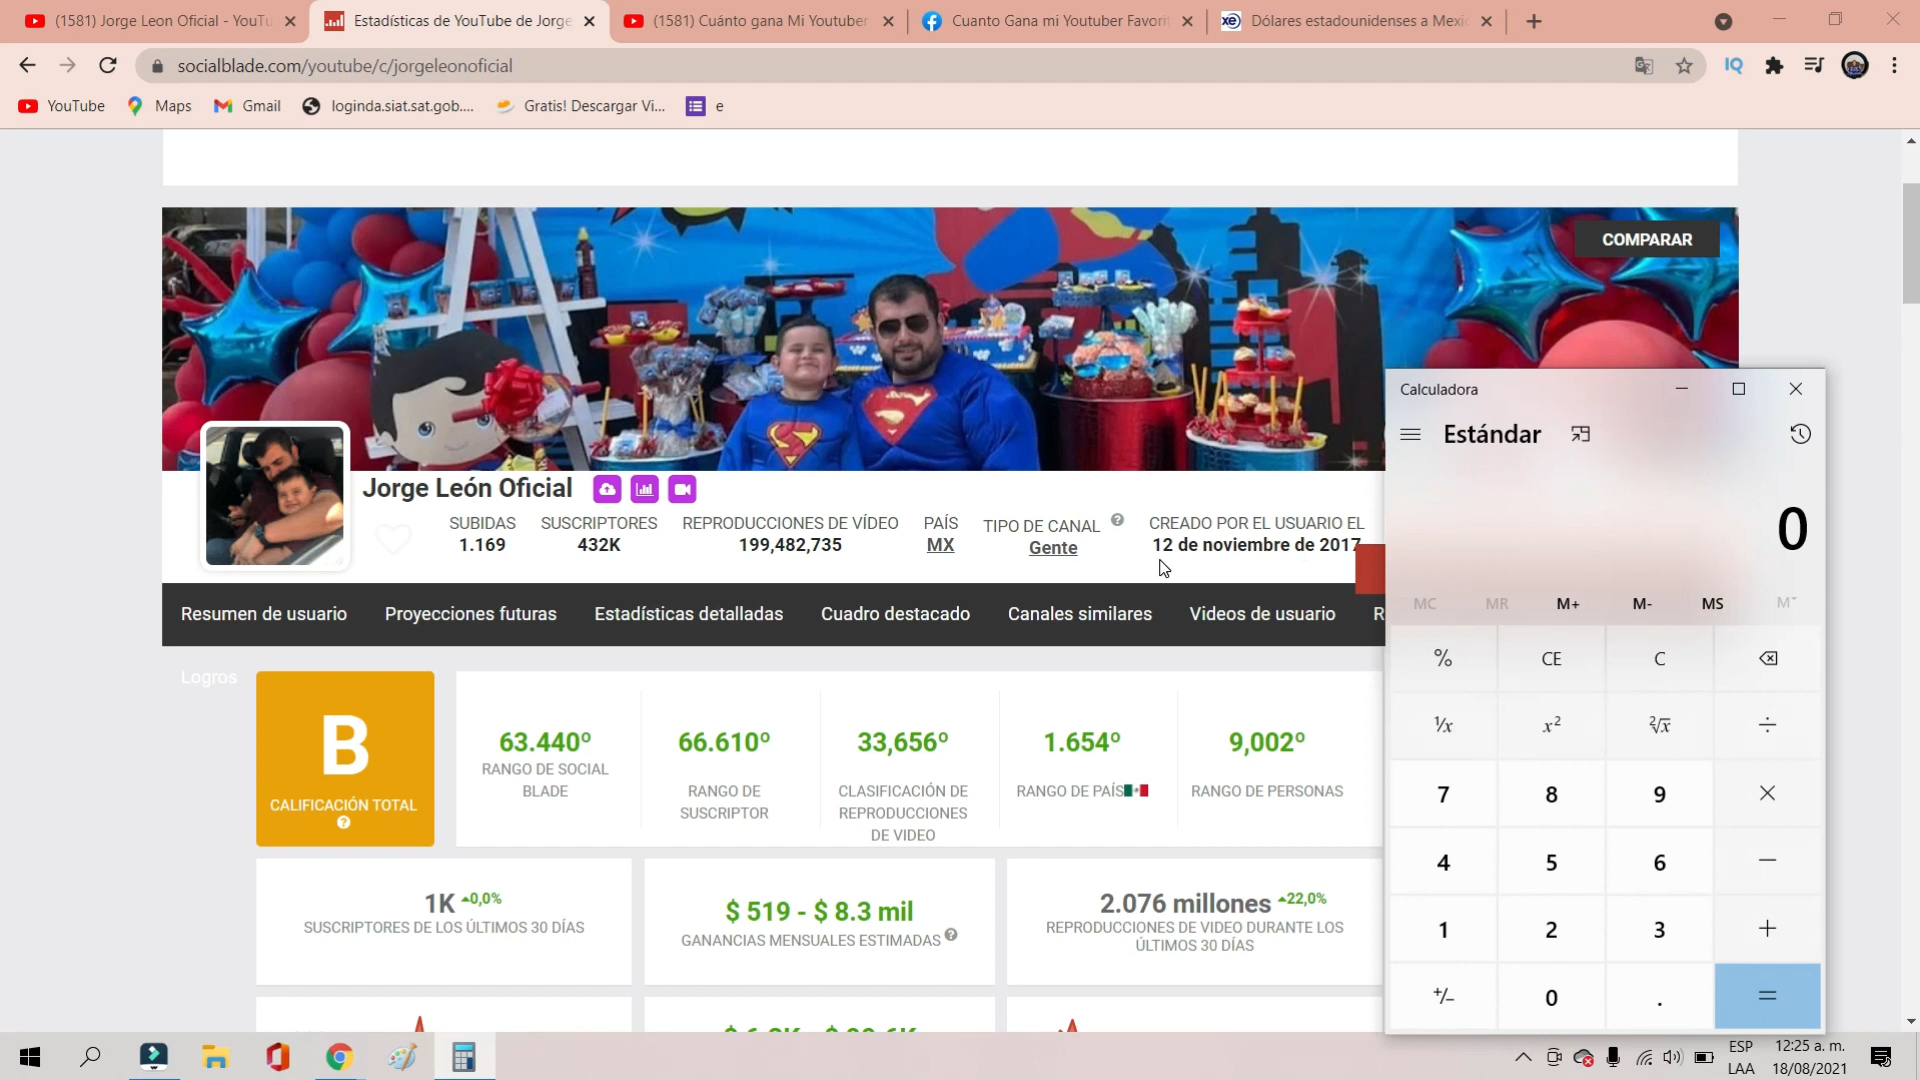 (1581) Jorge Leon Oficial - YouTu
Estadísticas de YouTube de Jorge
(1581) Cuánto gana Mi Youtuber
Cuanto Gana mi Youtuber Favorit
Dólares estadounidenses a Mexic
socialblade.com/youtube/c/jorgeleonoficial
YouTube
Maps
Gmail
loginda.siat.sat.gob....
Gratis! Descargar Vi...
e
COMPARAR
Jorge León Oficial
SUBIDAS SUSCRIPTORES REPRODUCCIONES DE VÍDEO PAÍS TIPO DE CANAL CREADO POR EL USUARIO EL
1.169 432K 199,482,735 MX Gente 12 de noviembre de 2017
Resumen de usuario Proyecciones futuras Estadísticas detalladas Cuadro destacado Canales similares Videos de usuario R
Logros
B
CALIFICACIÓN TOTAL
63.440º
RANGO DE SOCIAL
BLADE
66.610º
RANGO DE
SUSCRIPTOR
33,656º
CLASIFICACIÓN DE
REPRODUCCIONES
DE VIDEO
1.654º
RANGO DE PAÍS
9,002º
RANGO DE PERSONAS
1K 0,0%
SUSCRIPTORES DE LOS ÚLTIMOS 30 DÍAS
$ 519 - $ 8.3 mil
GANANCIAS MENSUALES ESTIMADAS
2.076 millones 22,0%
REPRODUCCIONES DE VIDEO DURANTE LOS
ÚLTIMOS 30 DÍAS
Calculadora
Estándar
0
MC MR M+ M- MS M˅
% CE C
¹/x x² ²√x ÷
7 8 9 ×
4 5 6 −
1 2 3 +
+/− 0 . =
ESP
LAA
12:25 a. m.
18/08/2021